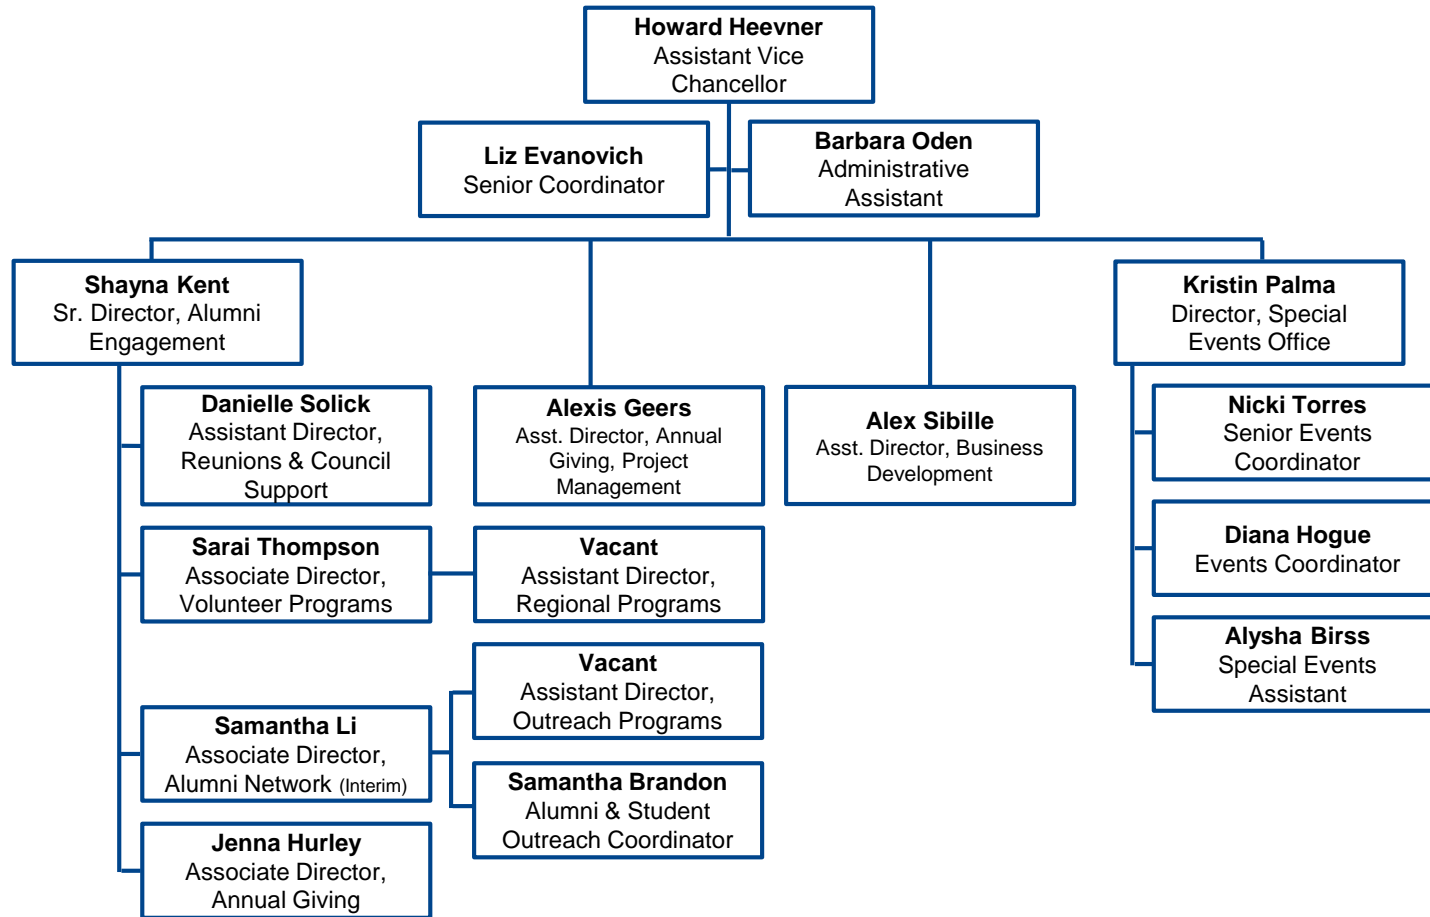 Howard Heevner
Assistant Vice
Chancellor
Liz Evanovich
Senior Coordinator
Barbara Oden
Administrative
Assistant
Shayna Kent
Sr. Director, Alumni
Engagement
Kristin Palma
Director, Special
Events Office
Danielle Solick
Assistant Director,
Reunions & Council
Support
Alexis Geers
Asst. Director, Annual
Giving, Project
Management
Alex Sibille
Asst. Director, Business
Development
Nicki Torres
Senior Events
Coordinator
Sarai Thompson
Associate Director,
Volunteer Programs
Vacant
Assistant Director,
Regional Programs
Diana Hogue
Events Coordinator
Vacant
Assistant Director,
Outreach Programs
Alysha Birss
Special Events
Assistant
Samantha Li
Associate Director,
Alumni Network (Interim)
Samantha Brandon
Alumni & Student
Outreach Coordinator
Jenna Hurley
Associate Director,
Annual Giving